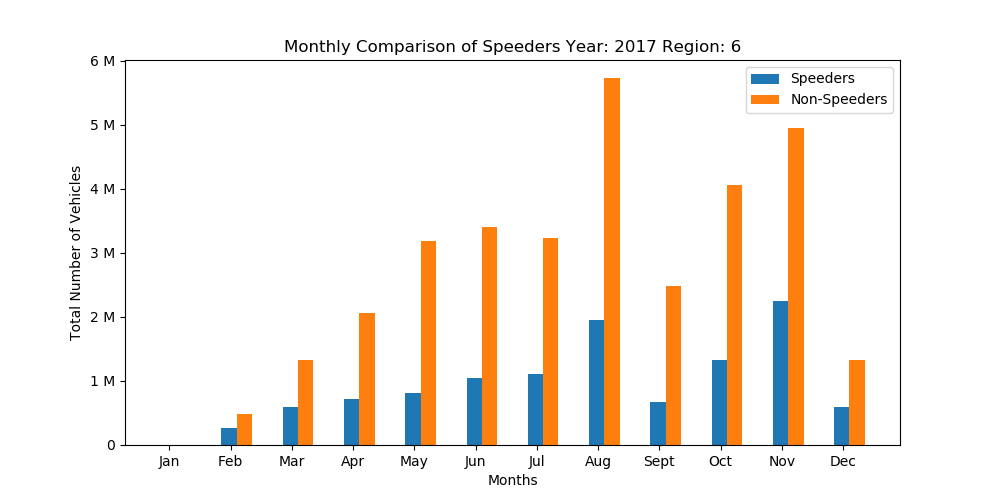 Monthly Comparison of Speeders Year: 2017 Region: 6
6 M
5 M
4 M
3 M
2 M
1 M
0
Total Number of Vehicles
Speeders
Non-Speeders
Jan Feb Mar Apr May Jun Jul Aug Sept Oct Nov Dec
Months